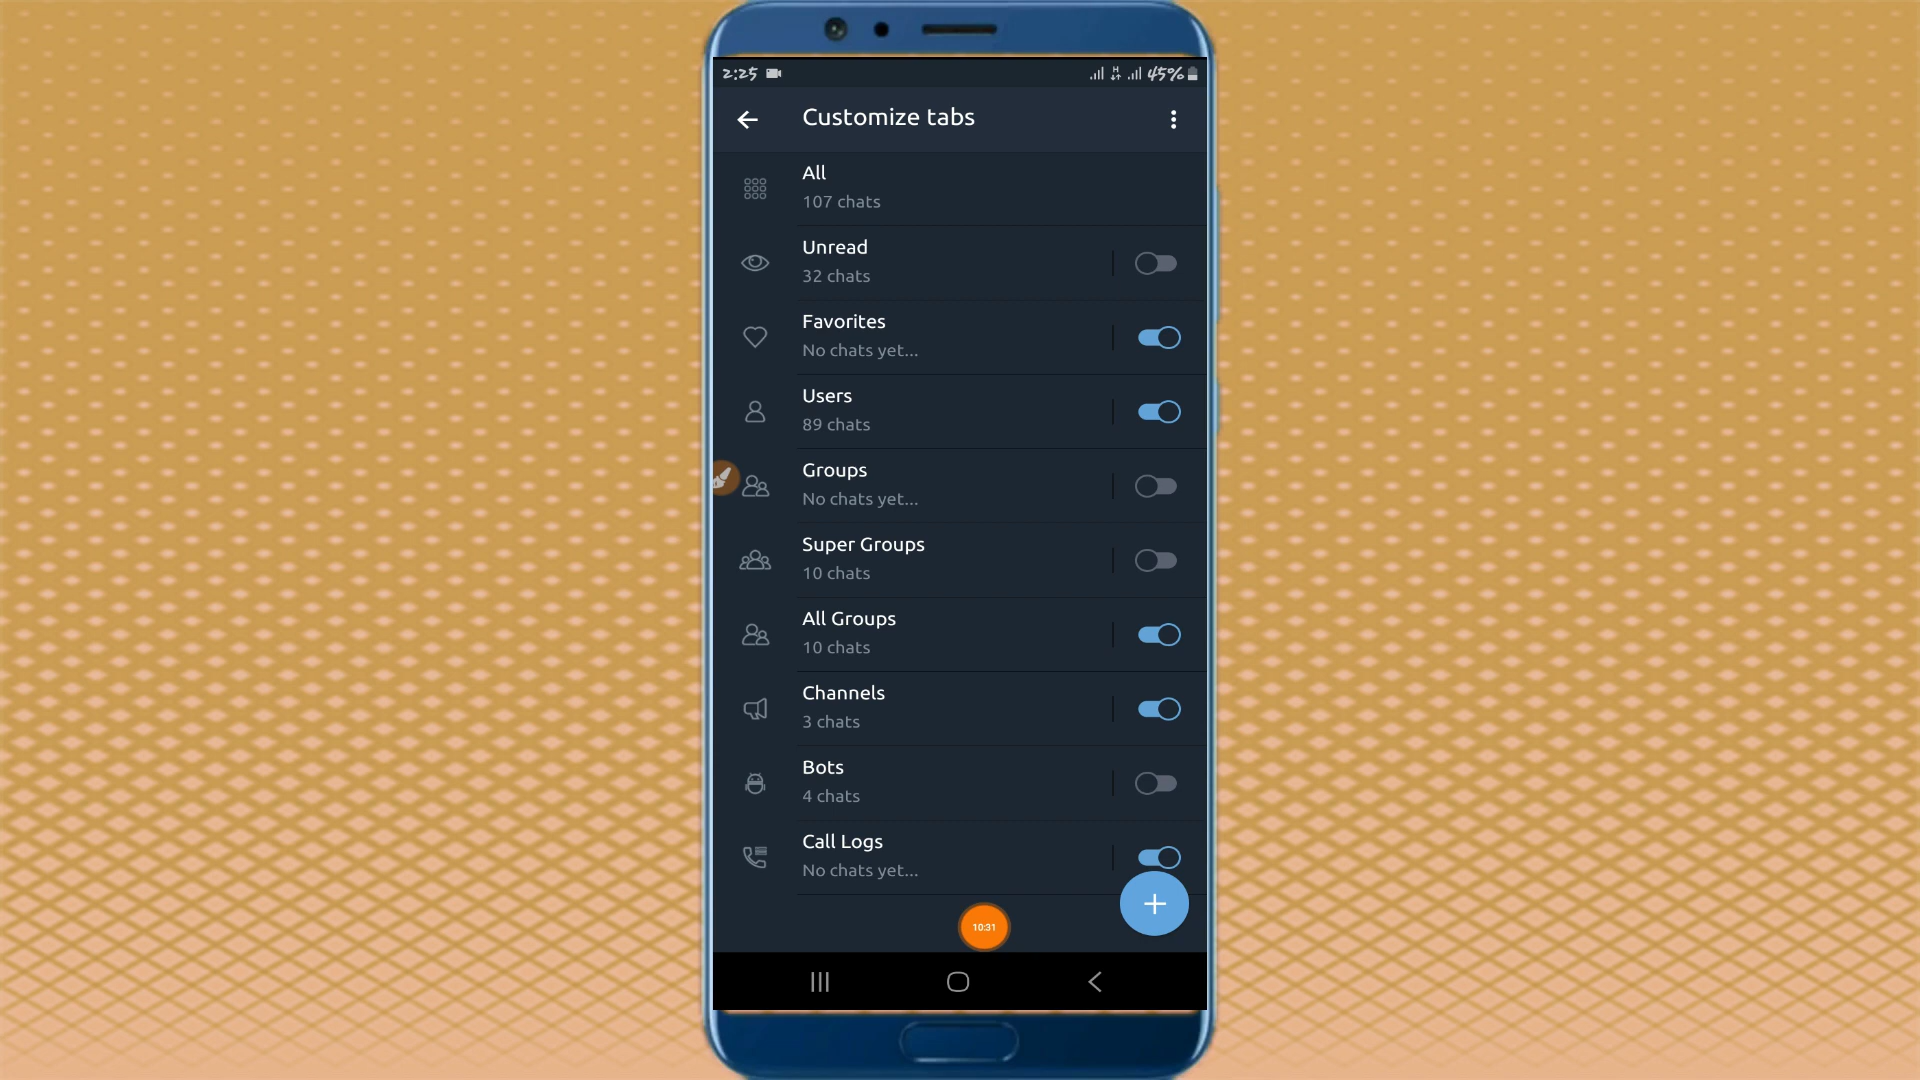 2:25 45%
Customize tabs
All
107 chats
Unread
32 chats
Favorites
No chats yet...
Users
89 chats
Groups
No chats yet...
Super Groups
10 chats
All Groups
10 chats
Channels
3 chats
Bots
4 chats
Call Logs
No chats yet...
10:31